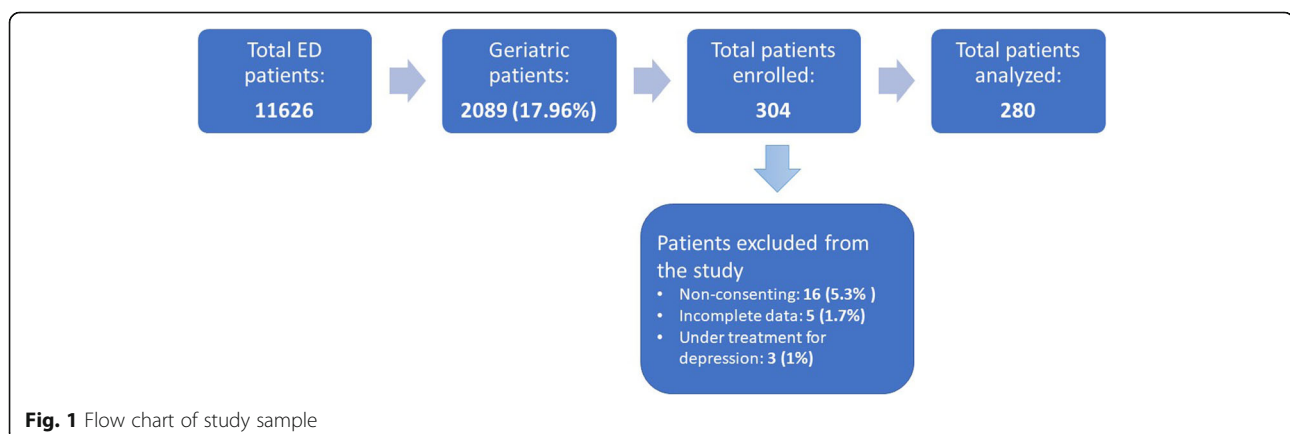 Total ED
patients:
11626
Geriatric
patients:
2089 (17.96%)
Total patients
enrolled:
304
Total patients
analyzed:
280
Patients excluded from
the study
• Non-consenting: 16 (5.3% )
• Incomplete data: 5 (1.7%)
• Under treatment for
depression: 3 (1%)
Fig. 1 Flow chart of study sample